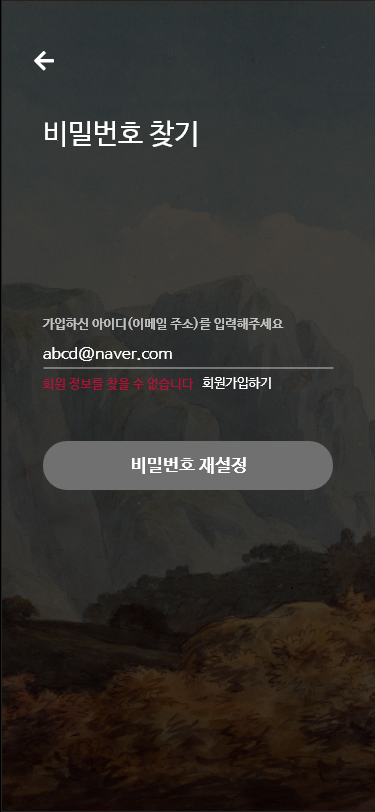 비밀번호 찾기
가입하신 아이디(이메일 주소)를 입력해주세요
abcd@naver.com
회원 정보를 찾을 수 없습니다 회원가입하기
비밀번호 재설정